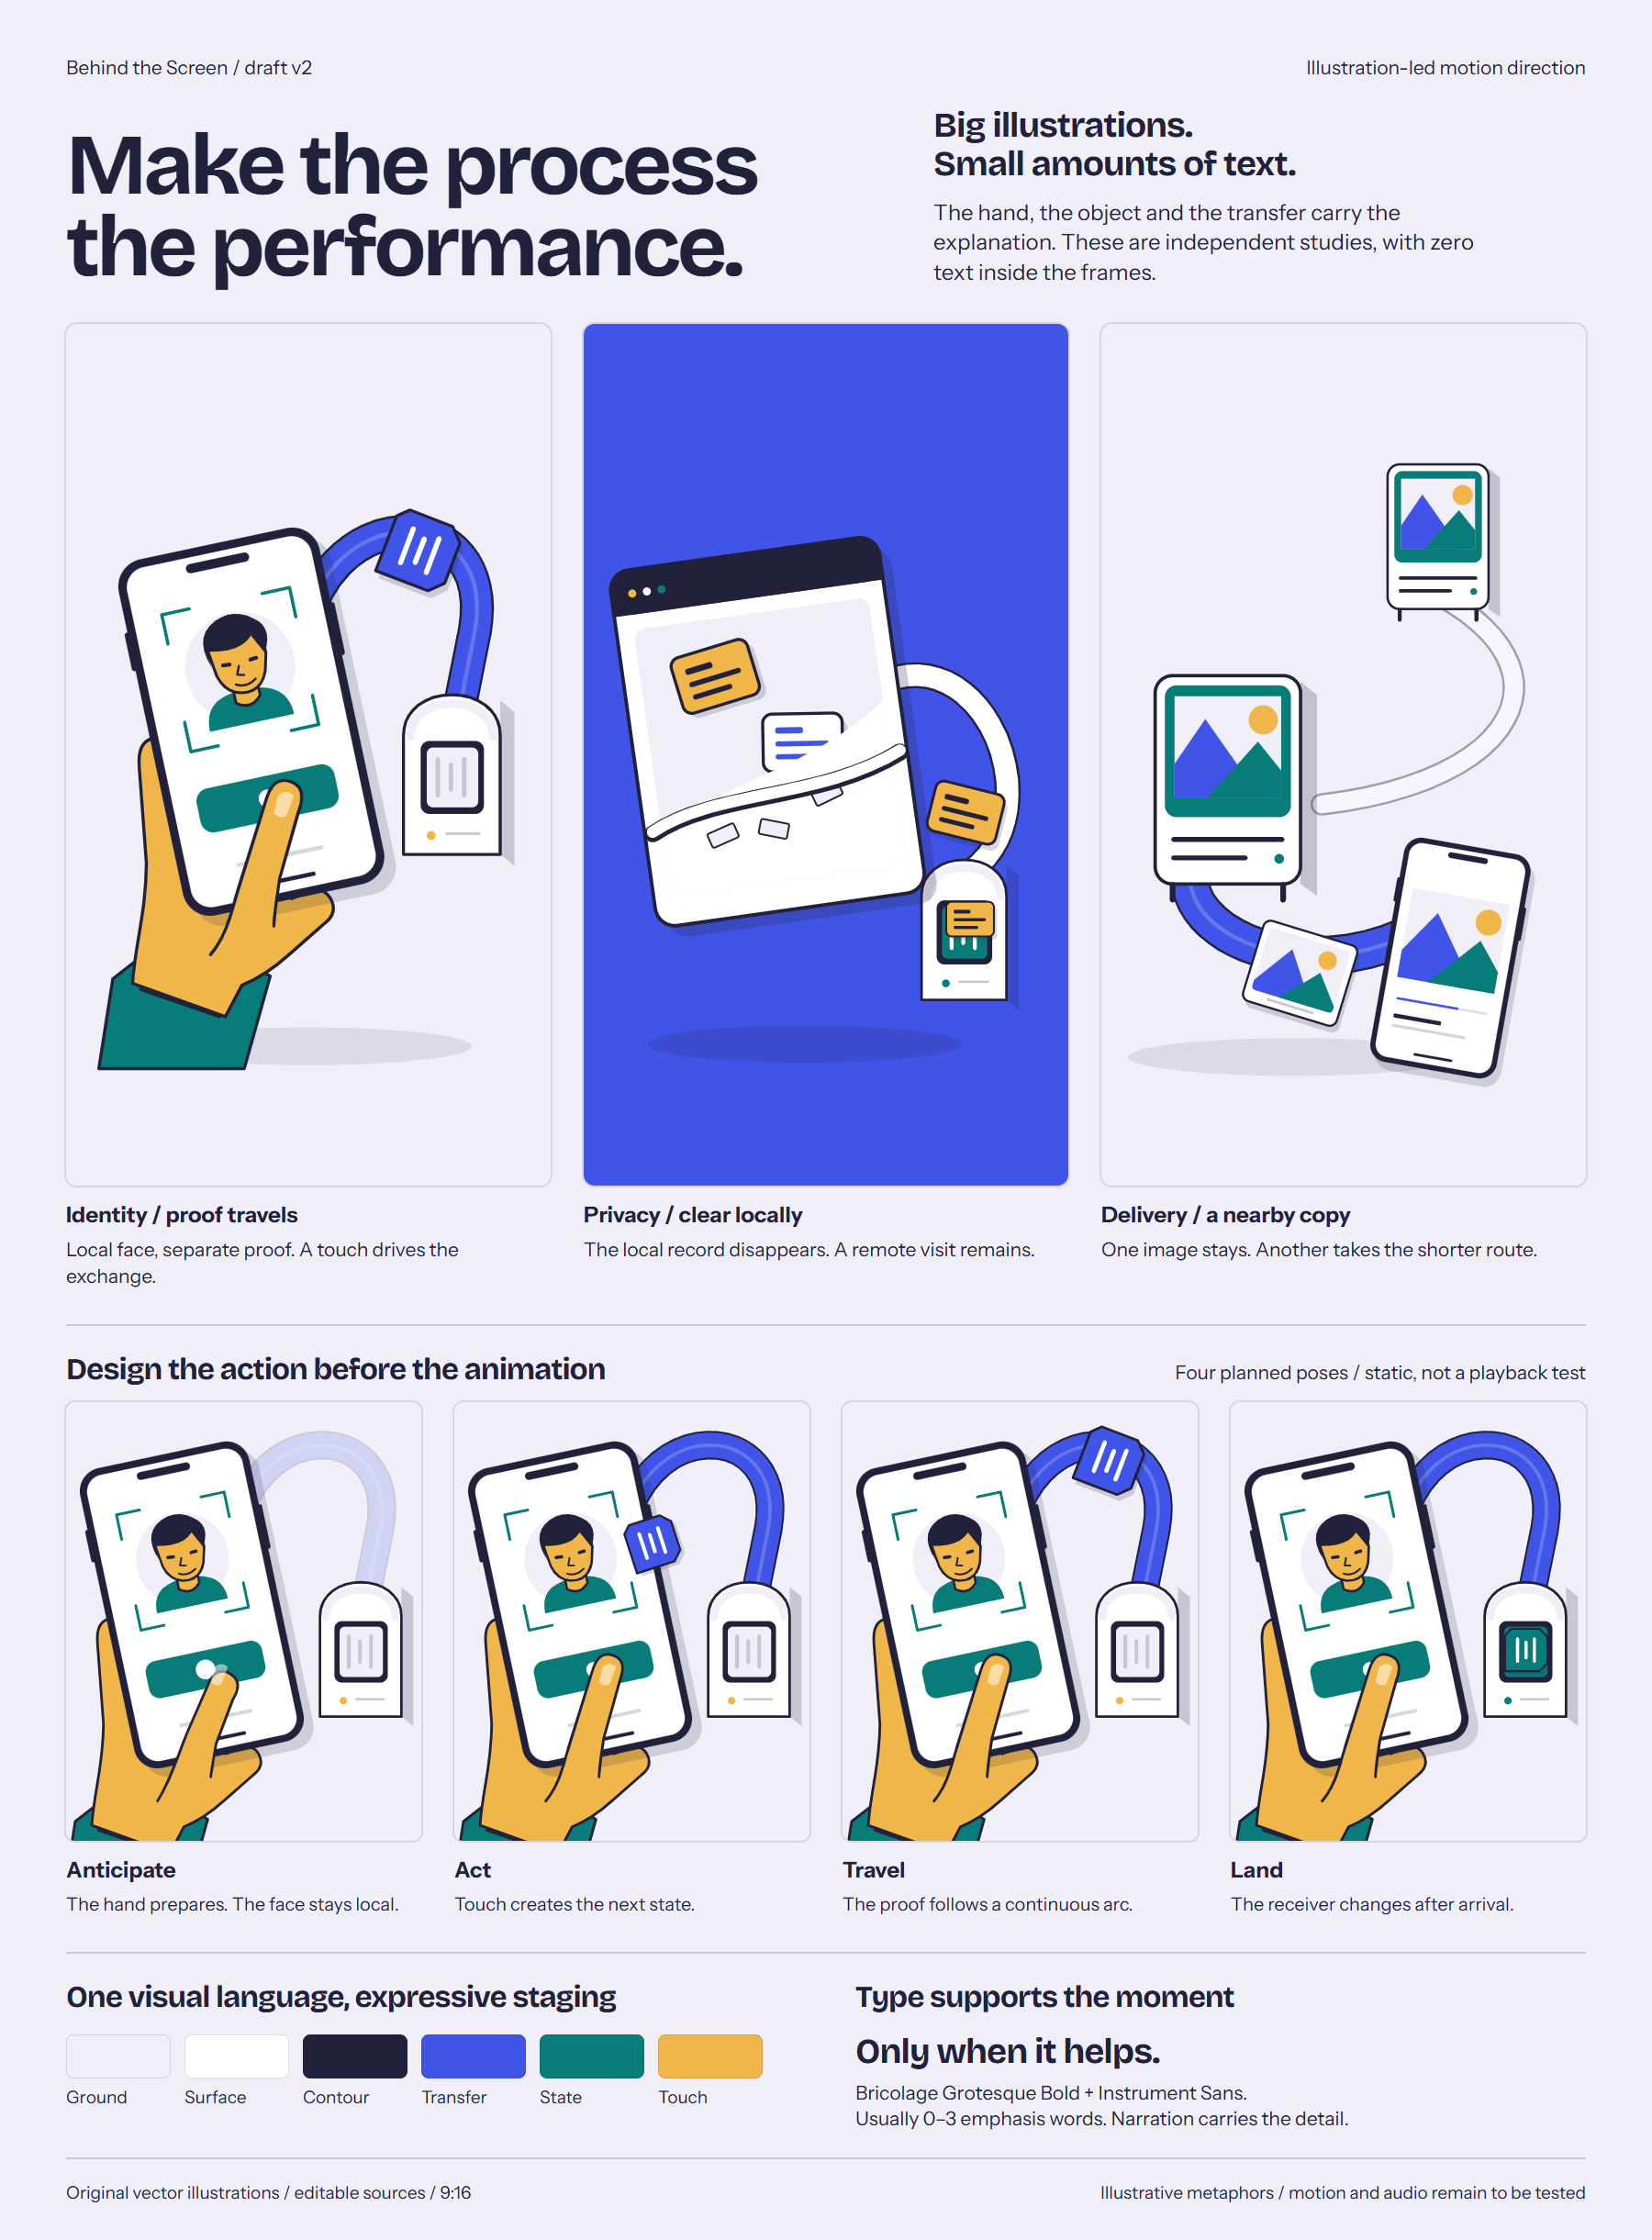 Behind the Screen / draft v2
Illustration-led motion direction
Make the process
the performance.
Big illustrations.
Small amounts of text.
The hand, the object and the transfer carry the
explanation. These are independent studies, with zero
text inside the frames.
Identity / proof travels
Local face, separate proof. A touch drives the
exchange.
Privacy / clear locally
The local record disappears. A remote visit remains.
Delivery / a nearby copy
One image stays. Another takes the shorter route.
Design the action before the animation
Four planned poses / static, not a playback test
Anticipate
The hand prepares. The face stays local.
Act
Touch creates the next state.
Travel
The proof follows a continuous arc.
Land
The receiver changes after arrival.
One visual language, expressive staging
Ground
Surface
Contour
Transfer
State
Touch
Type supports the moment
Only when it helps.
Bricolage Grotesque Bold + Instrument Sans.
Usually 0–3 emphasis words. Narration carries the detail.
Original vector illustrations / editable sources / 9:16
Illustrative metaphors / motion and audio remain to be tested